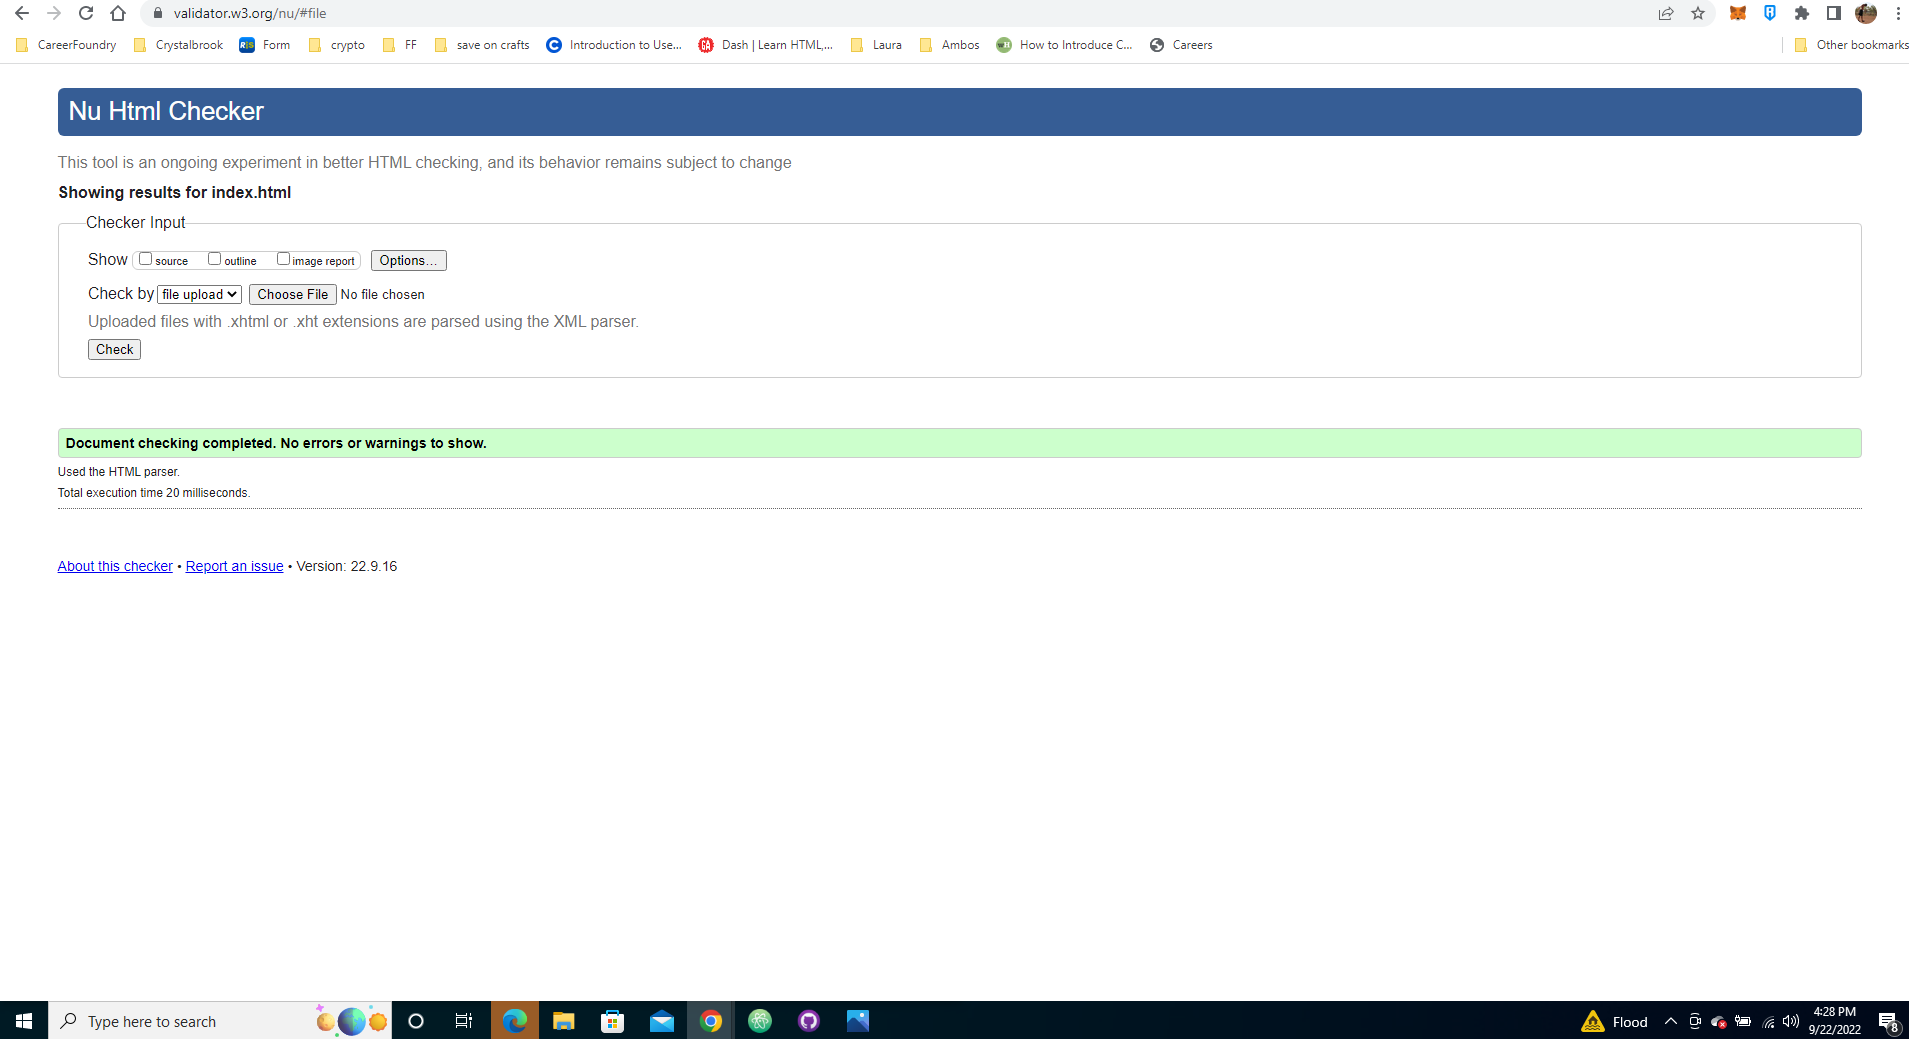 validator.w3.org/nu/#file
CareerFoundry Crystalbrook Form crypto FF save on crafts Introduction to Use... Dash | Learn HTML,... Laura Ambos How to Introduce C... Careers Other bookmarks
Nu Html Checker
This tool is an ongoing experiment in better HTML checking, and its behavior remains subject to change
Showing results for index.html
Checker Input
Show source outline image report Options...
Check by file upload Choose File No file chosen
Uploaded files with .xhtml or .xht extensions are parsed using the XML parser.
Check
Document checking completed. No errors or warnings to show.
Used the HTML parser.
Total execution time 20 milliseconds.
About this checker • Report an issue • Version: 22.9.16
Type here to search
Flood
4:28 PM
9/22/2022
8